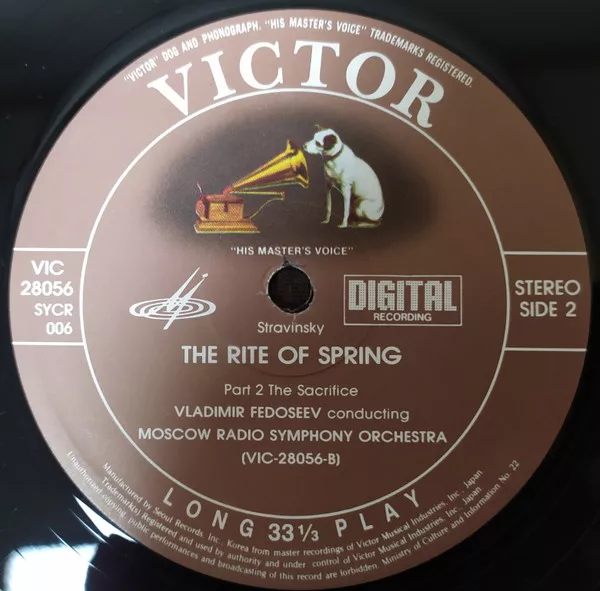 "VICTOR" DOG AND PHONOGRAPH. "HIS MASTER'S VOICE" TRADEMARKS REGISTERED.
VICTOR
"HIS MASTER'S VOICE"
VIC
28056
SYCR
006
DIGITAL
RECORDING
STEREO
SIDE 2
Stravinsky
THE RITE OF SPRING
Part 2 The Sacrifice
VLADIMIR FEDOSEEV conducting
MOSCOW RADIO SYMPHONY ORCHESTRA
(VIC-28056-B)
LONG 33 1/3 PLAY
Manufactured by Seoul Records, Inc., Korea from master recordings of Victor Musical Industries, Inc., Japan
Trademark(s) Registered and used by authority and under control of Victor Musical Industries, Inc., Japan
Unauthorized copying, public performances and broadcasting of this record are forbidden. Ministry of Culture and Information No. 22